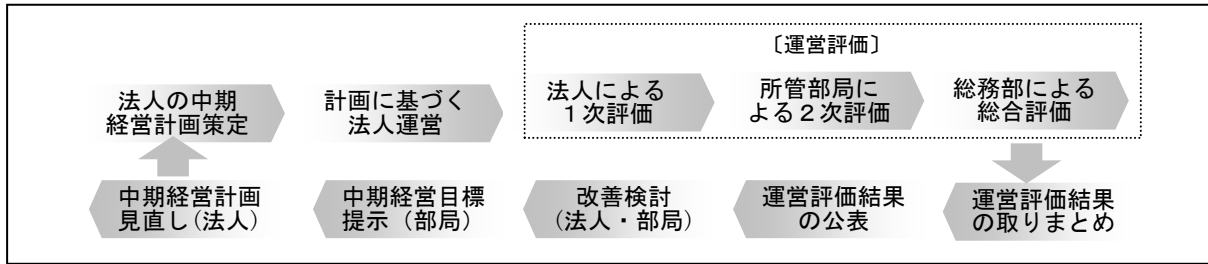 〔運営評価〕
法人の中期
経営計画策定
計画に基づく
法人運営
法人による
１次評価
所管部局に
よる２次評価
総務部による
総合評価
運営評価結果
の取りまとめ
運営評価結果
の公表
改善検討
(法人・部局)
中期経営目標
提示（部局）
中期経営計画
見直し(法人)